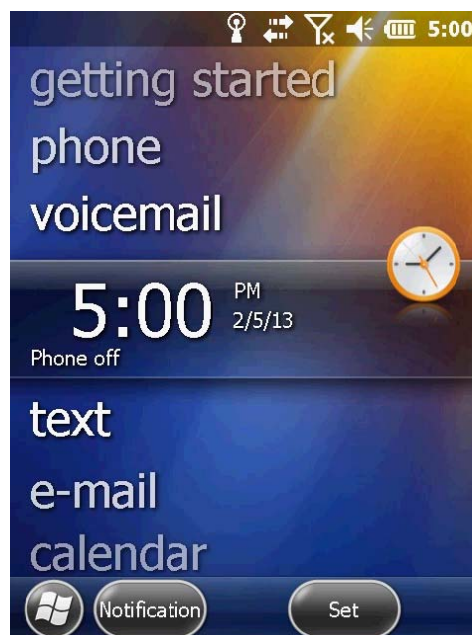 5:00
getting started
phone
voicemail
5:00 PM
2/5/13
Phone off
text
e-mail
calendar
Notification Set